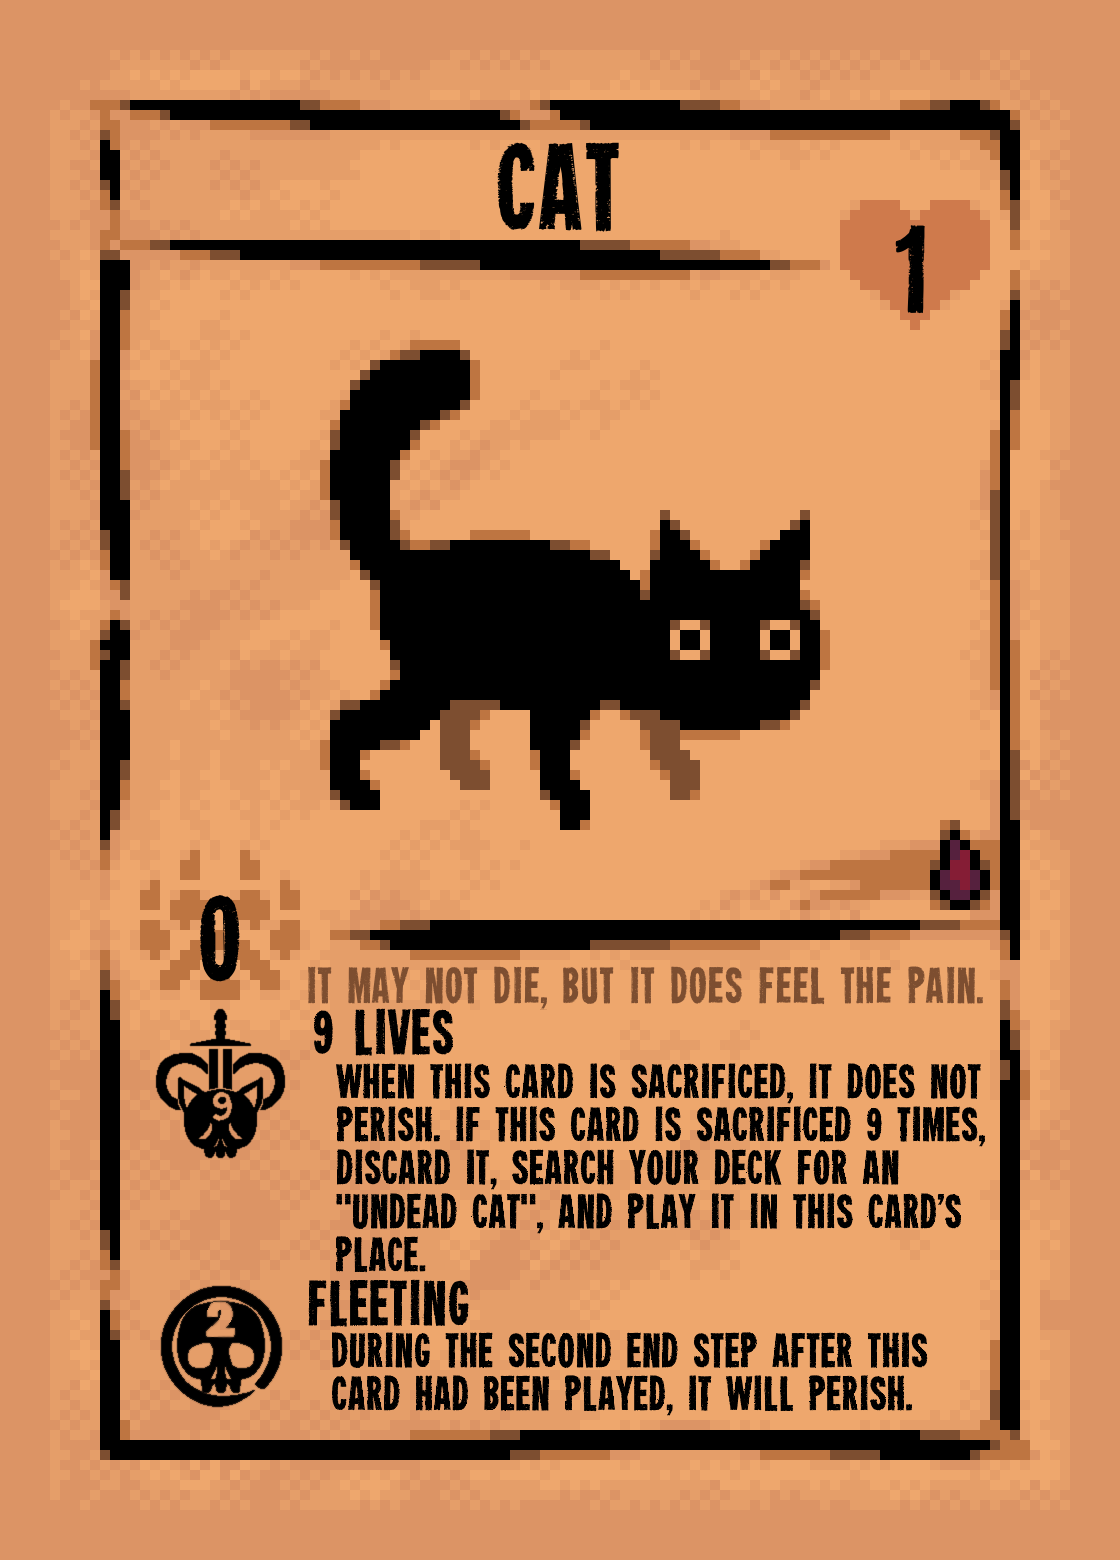 CAT
1
0
IT MAY NOT DIE, BUT IT DOES FEEL THE PAIN.
9 LIVES
9
WHEN THIS CARD IS SACRIFICED, IT DOES NOT
PERISH. IF THIS CARD IS SACRIFICED 9 TIMES,
DISCARD IT, SEARCH YOUR DECK FOR AN
"UNDEAD CAT", AND PLAY IT IN THIS CARD'S
PLACE.
FLEETING
2
DURING THE SECOND END STEP AFTER THIS
CARD HAD BEEN PLAYED, IT WILL PERISH.